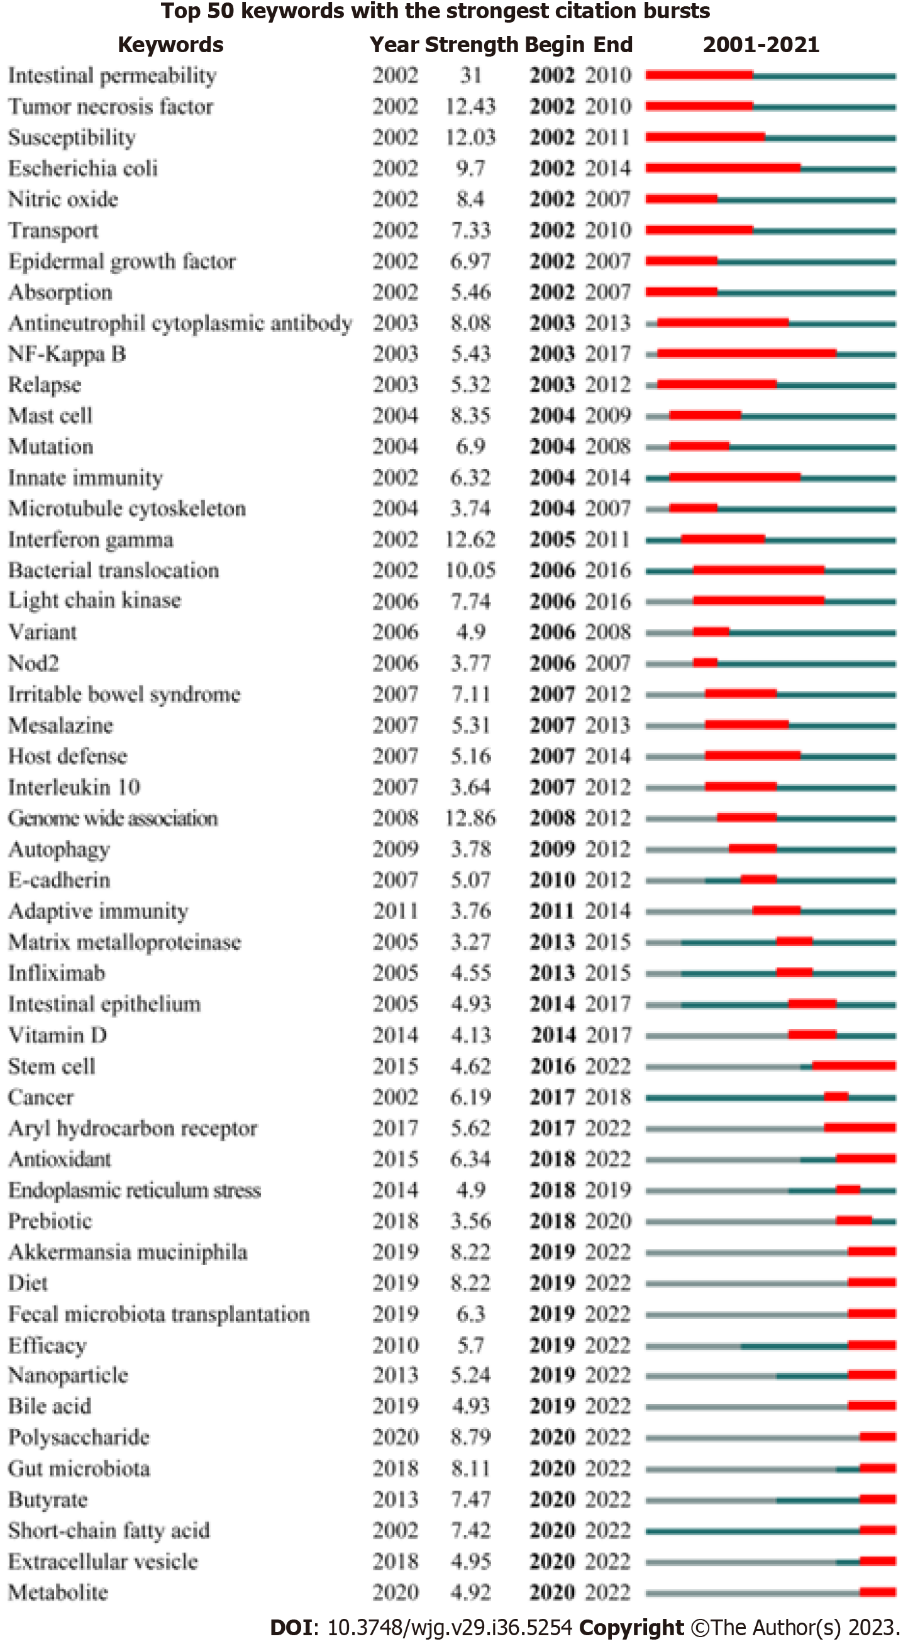 Top 50 keywords with the strongest citation bursts
Keywords Year Strength Begin End 2001-2021
Intestinal permeability 2002 31 2002 2010
Tumor necrosis factor 2002 12.43 2002 2010
Susceptibility 2002 12.03 2002 2011
Escherichia coli 2002 9.7 2002 2014
Nitric oxide 2002 8.4 2002 2007
Transport 2002 7.33 2002 2010
Epidermal growth factor 2002 6.97 2002 2007
Absorption 2002 5.46 2002 2007
Antineutrophil cytoplasmic antibody 2003 8.08 2003 2013
NF-Kappa B 2003 5.43 2003 2017
Relapse 2003 5.32 2003 2012
Mast cell 2004 8.35 2004 2009
Mutation 2004 6.9 2004 2008
Innate immunity 2002 6.32 2004 2014
Microtubule cytoskeleton 2004 3.74 2004 2007
Interferon gamma 2002 12.62 2005 2011
Bacterial translocation 2002 10.05 2006 2016
Light chain kinase 2006 7.74 2006 2016
Variant 2006 4.9 2006 2008
Nod2 2006 3.77 2006 2007
Irritable bowel syndrome 2007 7.11 2007 2012
Mesalazine 2007 5.31 2007 2013
Host defense 2007 5.16 2007 2014
Interleukin 10 2007 3.64 2007 2012
Genome wide association 2008 12.86 2008 2012
Autophagy 2009 3.78 2009 2012
E-cadherin 2007 5.07 2010 2012
Adaptive immunity 2011 3.76 2011 2014
Matrix metalloproteinase 2005 3.27 2013 2015
Infliximab 2005 4.55 2013 2015
Intestinal epithelium 2005 4.93 2014 2017
Vitamin D 2014 4.13 2014 2017
Stem cell 2015 4.62 2016 2022
Cancer 2002 6.19 2017 2018
Aryl hydrocarbon receptor 2017 5.62 2017 2022
Antioxidant 2015 6.34 2018 2022
Endoplasmic reticulum stress 2014 4.9 2018 2019
Prebiotic 2018 3.56 2018 2020
Akkermansia muciniphila 2019 8.22 2019 2022
Diet 2019 8.22 2019 2022
Fecal microbiota transplantation 2019 6.3 2019 2022
Efficacy 2010 5.7 2019 2022
Nanoparticle 2013 5.24 2019 2022
Bile acid 2019 4.93 2019 2022
Polysaccharide 2020 8.79 2020 2022
Gut microbiota 2018 8.11 2020 2022
Butyrate 2013 7.47 2020 2022
Short-chain fatty acid 2002 7.42 2020 2022
Extracellular vesicle 2018 4.95 2020 2022
Metabolite 2020 4.92 2020 2022
DOI: 10.3748/wjg.v29.i36.5254 Copyright ©The Author(s) 2023.